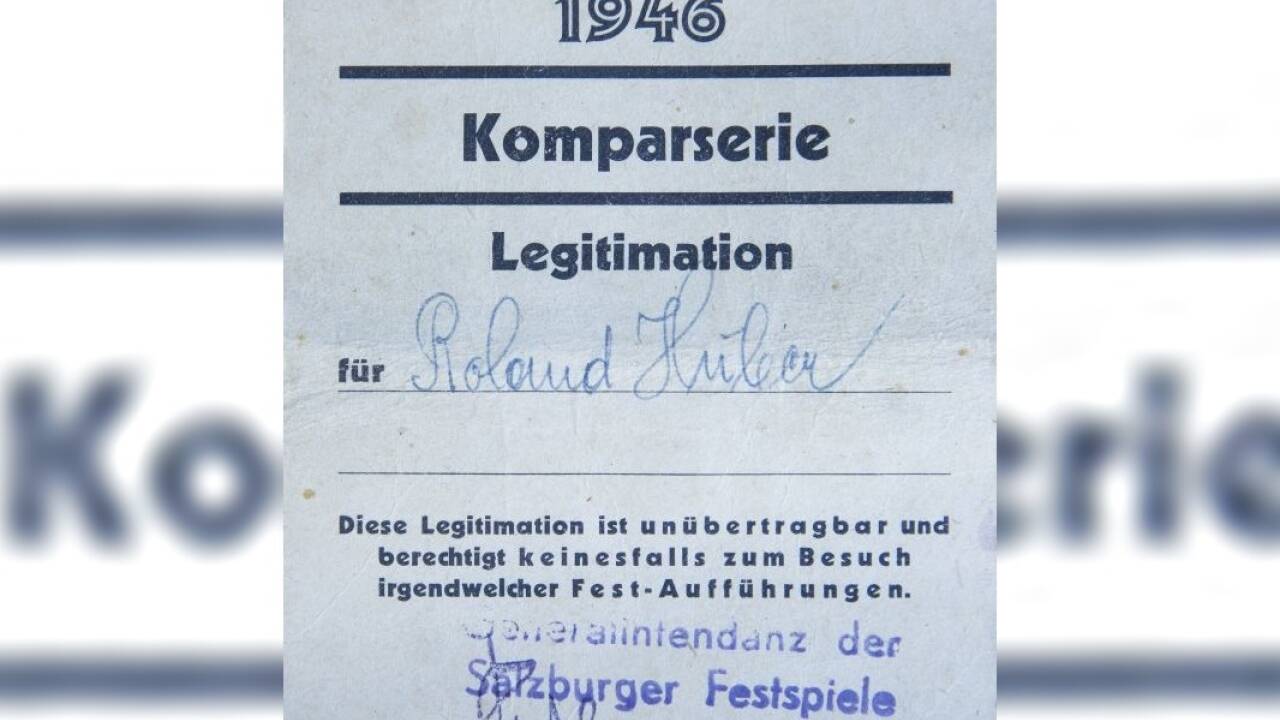 1946
Komparserie
Legitimation
für Roland Huber
Diese Legitimation ist unübertragbar und
berechtigt keinesfalls zum Besuch
irgendwelcher Fest-Aufführungen.
Generalintendanz der
Salzburger Festspiele